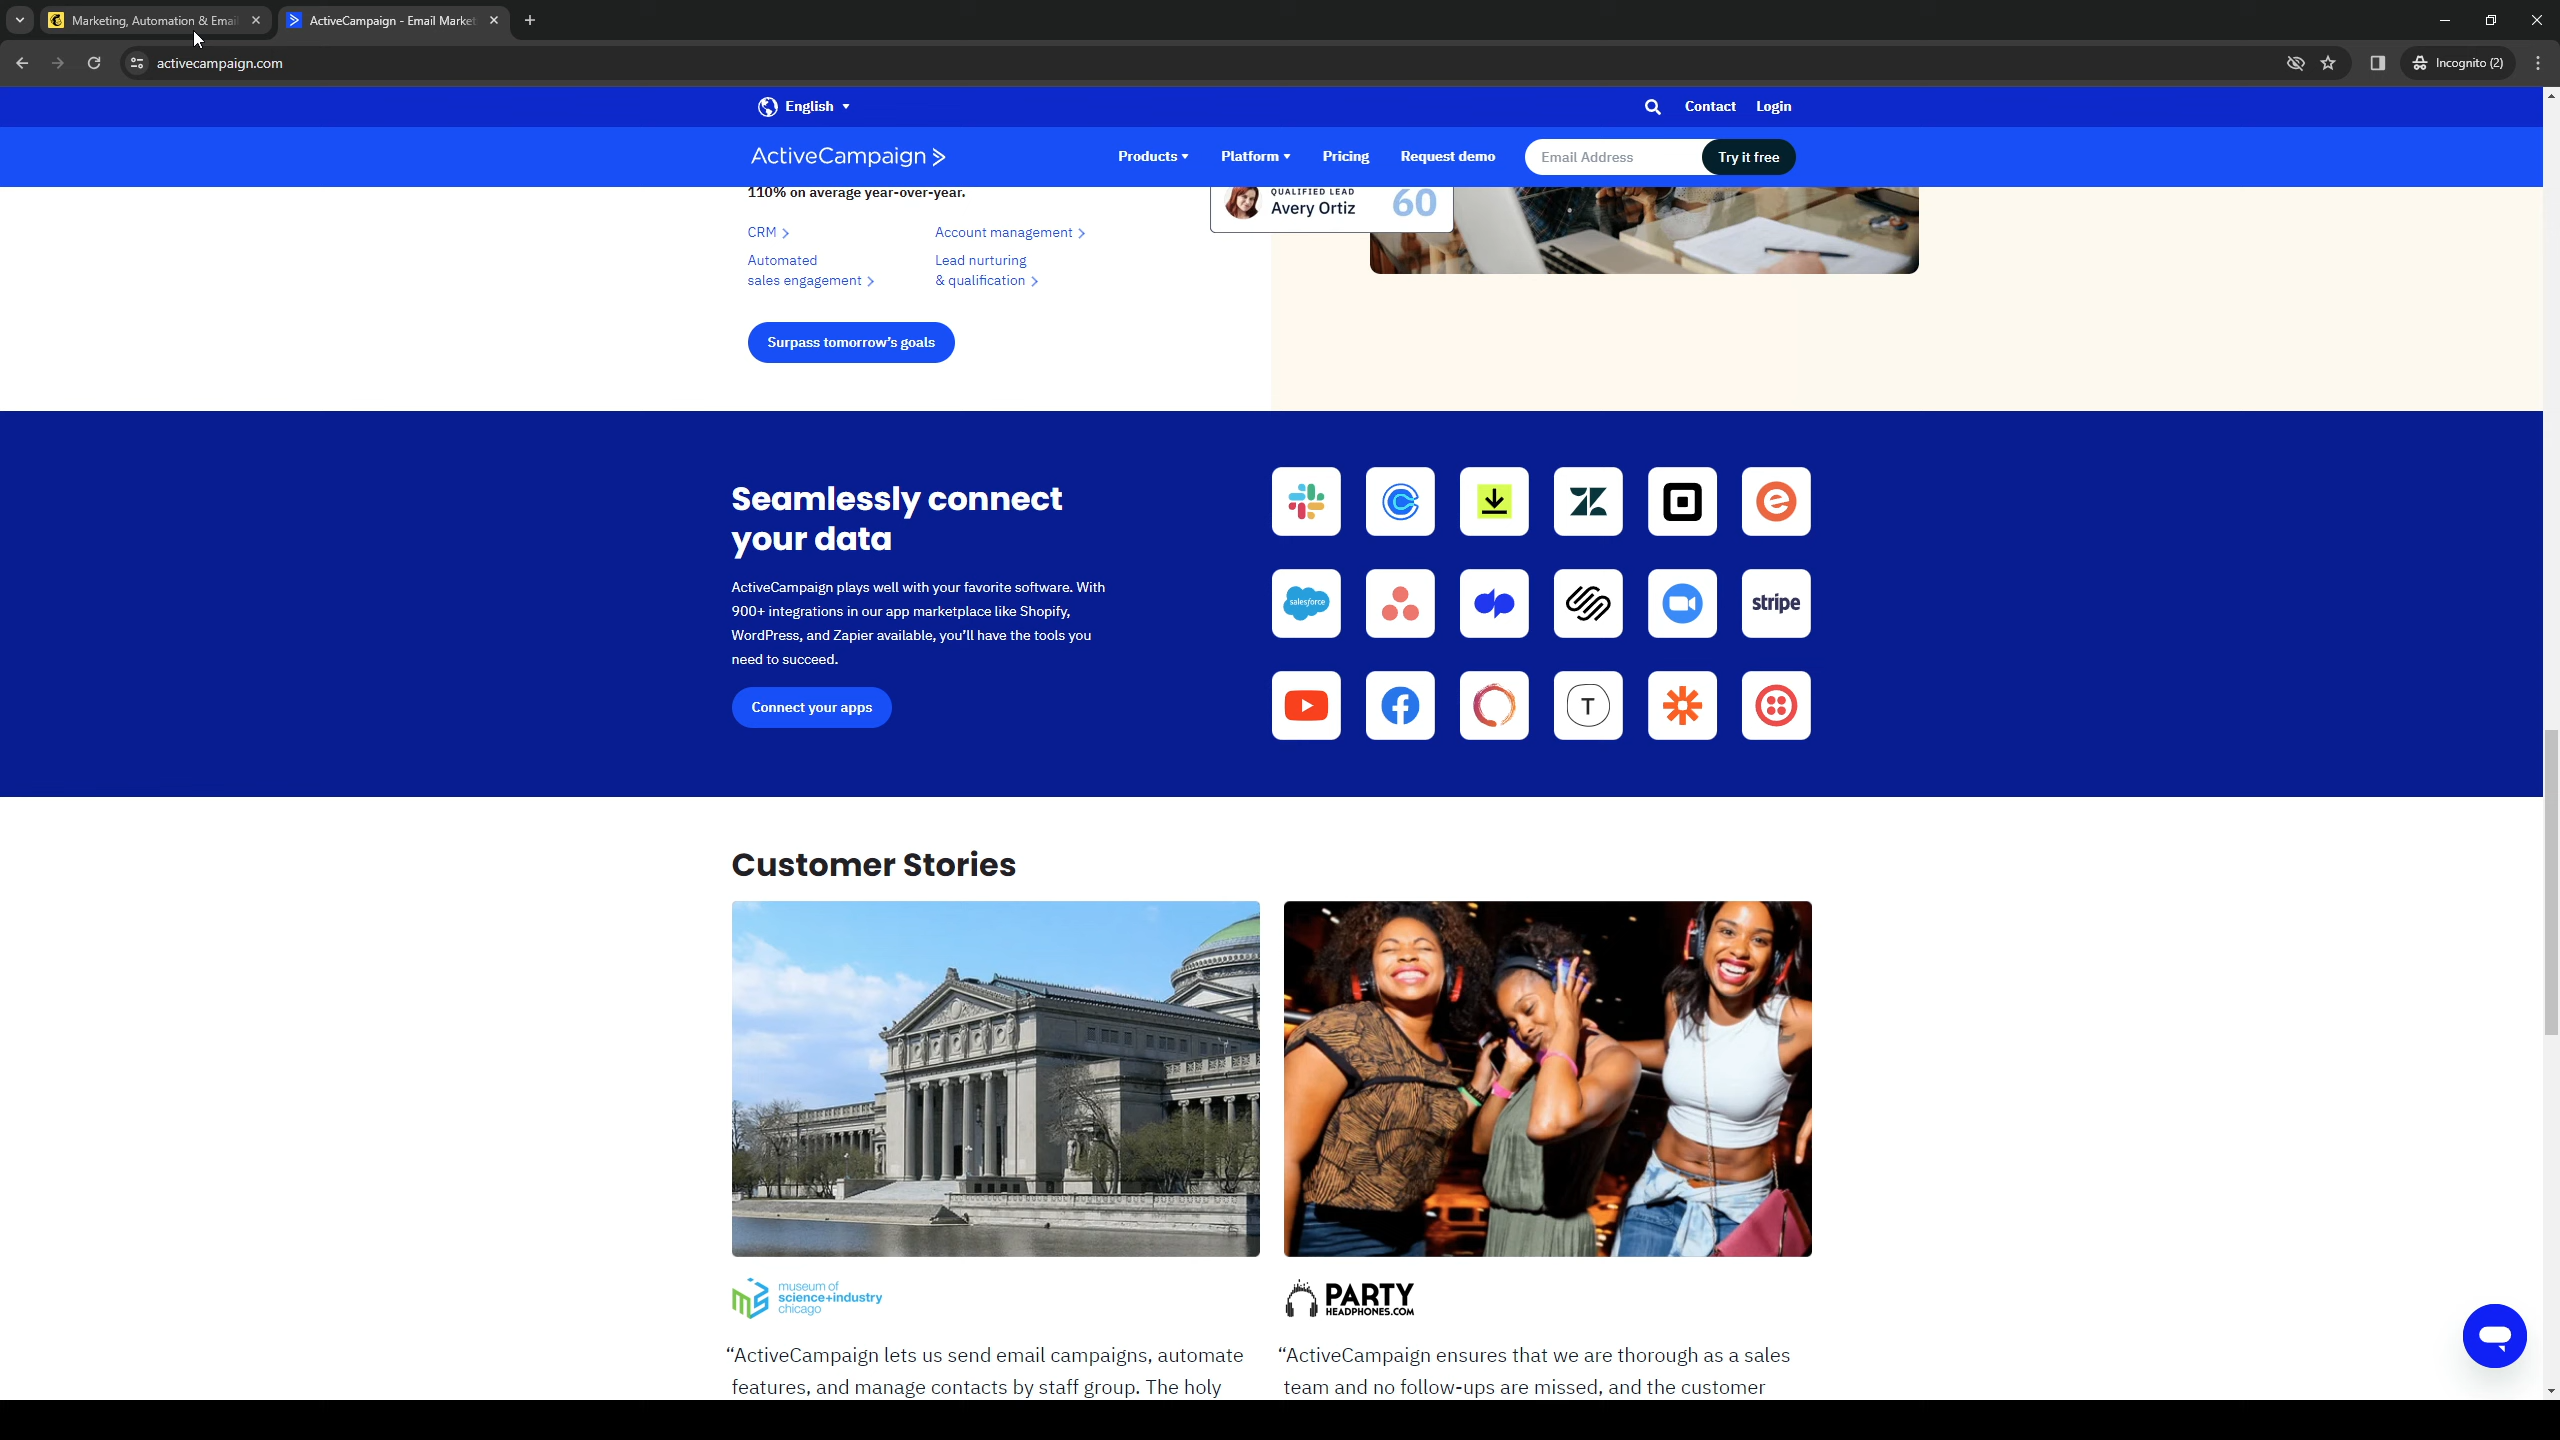 Marketing, Automation & Email
ActiveCampaign - Email Market
activecampaign.com
Incognito (2)
English
Contact
Login
ActiveCampaign >
Products
Platform
Pricing
Request demo
Email Address
Try it free
110% on average year-over-year.
QUALIFIED LEAD
Avery Ortiz
60
CRM
Account management
Automated
sales engagement
Lead nurturing
& qualification
Surpass tomorrow's goals
Seamlessly connect
your data
ActiveCampaign plays well with your favorite software. With
900+ integrations in our app marketplace like Shopify,
WordPress, and Zapier available, you'll have the tools you
need to succeed.
Connect your apps
salesforce
stripe
T
Customer Stories
museum of
science+industry
chicago
PARTY
HEADPHONES.COM
“ActiveCampaign lets us send email campaigns, automate
features, and manage contacts by staff group. The holy
“ActiveCampaign ensures that we are thorough as a sales
team and no follow-ups are missed, and the customer